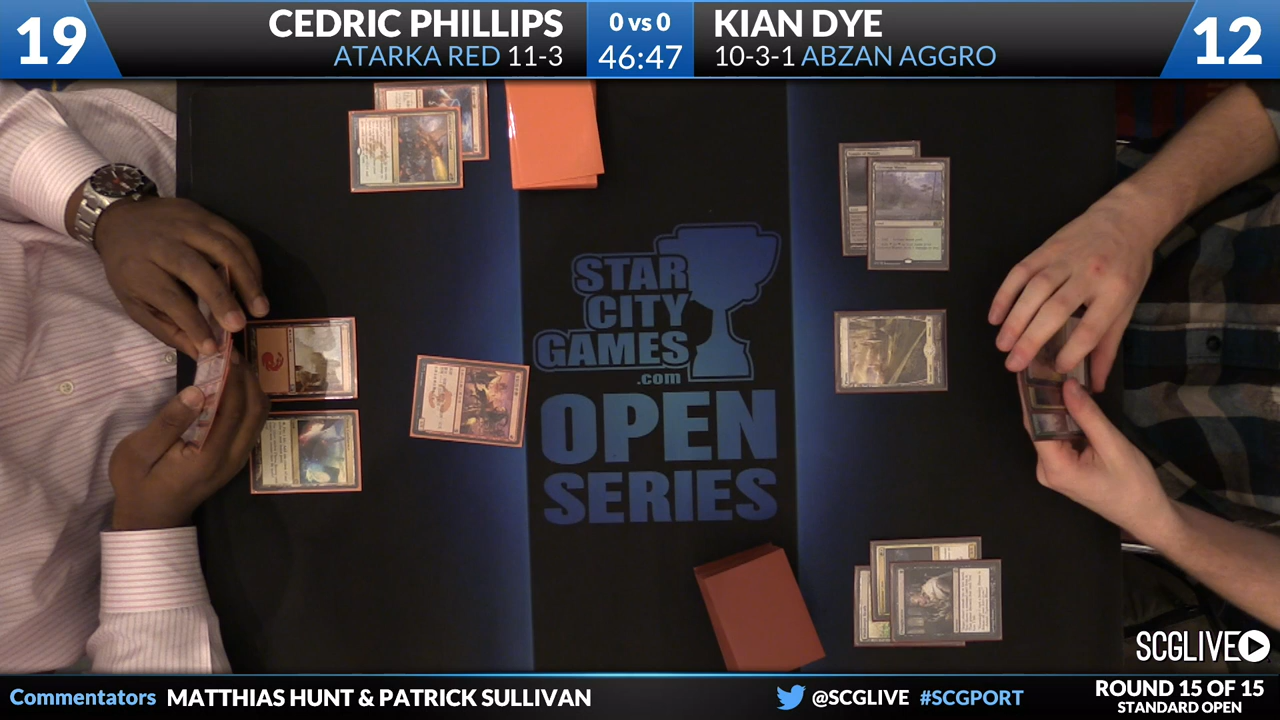 19
CEDRIC PHILLIPS
ATARKA RED 11-3
0 vs 0
46:47
KIAN DYE
10-3-1 ABZAN AGGRO
12
STAR
CITY
GAMES
.com
OPEN
SERIES
SCGLIVE
Commentators MATTHIAS HUNT & PATRICK SULLIVAN
@SCGLIVE #SCGPORT
ROUND 15 OF 15
STANDARD OPEN